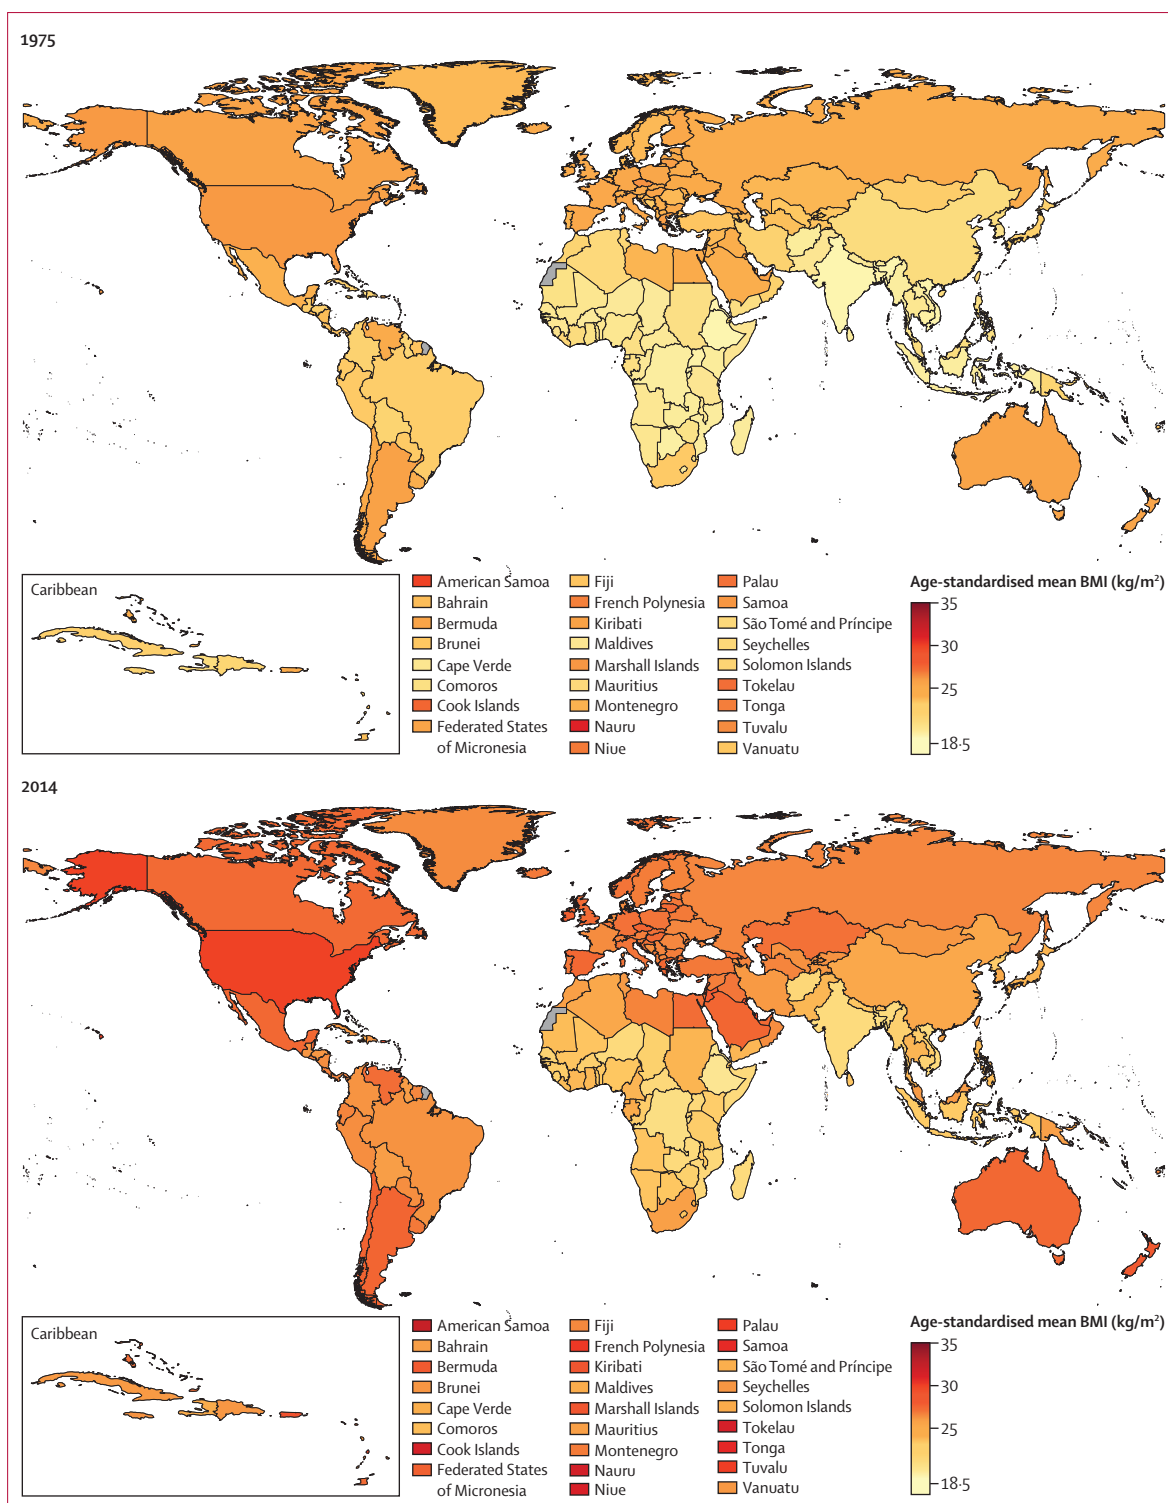 1975
Caribbean
American Samoa
Bahrain
Bermuda
Brunei
Cape Verde
Comoros
Cook Islands
Federated States
of Micronesia
Fiji
French Polynesia
Kiribati
Maldives
Marshall Islands
Mauritius
Montenegro
Nauru
Niue
Palau
Samoa
São Tomé and Príncipe
Seychelles
Solomon Islands
Tokelau
Tonga
Tuvalu
Vanuatu
Age-standardised mean BMI (kg/m²)
35
30
25
18·5
2014
Caribbean
American Samoa
Bahrain
Bermuda
Brunei
Cape Verde
Comoros
Cook Islands
Federated States
of Micronesia
Fiji
French Polynesia
Kiribati
Maldives
Marshall Islands
Mauritius
Montenegro
Nauru
Niue
Palau
Samoa
São Tomé and Príncipe
Seychelles
Solomon Islands
Tokelau
Tonga
Tuvalu
Vanuatu
Age-standardised mean BMI (kg/m²)
35
30
25
18·5